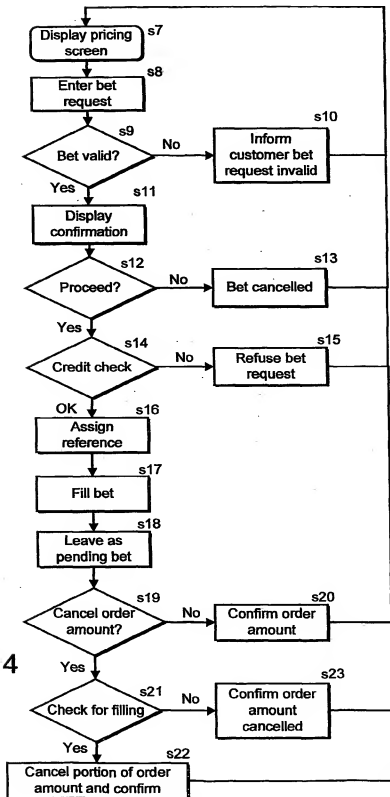 Display pricing
screen
s7
s8
Enter bet
request
s9
Bet valid?
No
s10
Inform
customer bet
request invalid
Yes
s11
Display
confirmation
s12
Proceed?
No
s13
Bet cancelled
Yes
s14
Credit check
No
s15
Refuse bet
request
OK
s16
Assign
reference
s17
Fill bet
s18
Leave as
pending bet
s19
Cancel order
amount?
No
s20
Confirm order
amount
4
Yes
s21
Check for filling
No
s23
Confirm order
amount
cancelled
Yes
s22
Cancel portion of order
amount and confirm